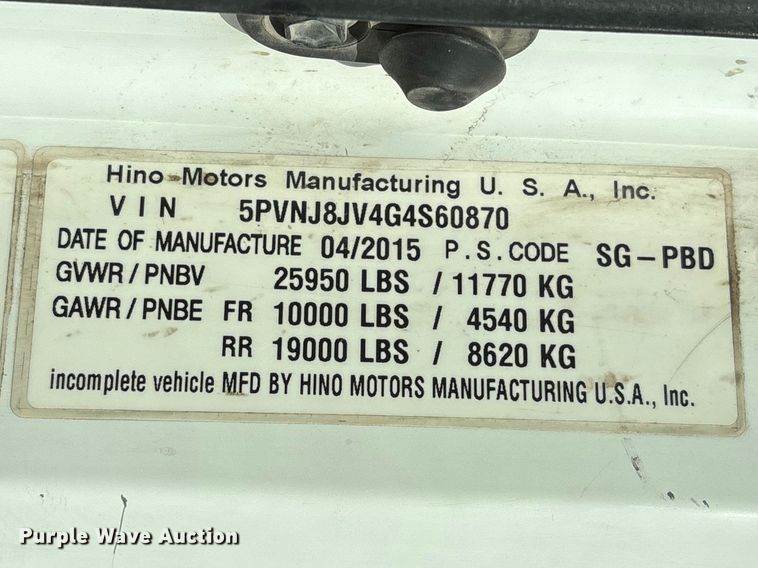 Hino Motors Manufacturing U. S. A., Inc.
VIN 5PVNJ8JV4G4S60870
DATE OF MANUFACTURE 04/2015 P.S.CODE SG-PBD
GVWR/PNBV 25950 LBS / 11770 KG
GAWR/PNBE FR 10000 LBS / 4540 KG
RR 19000 LBS / 8620 KG
incomplete vehicle MFD BY HINO MOTORS MANUFACTURING U.S.A., Inc.
Purple Wave Auction